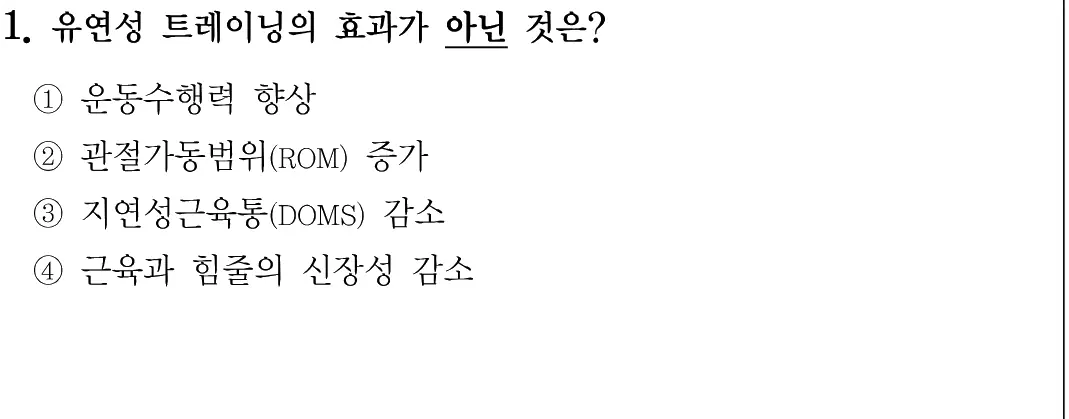 1. 유연성 트레이닝의 효과가 아닌 것은?
① 운동수행력 향상
② 관절가동범위(ROM) 증가
③ 지연성근육통(DOMS) 감소
④ 근육과 힘줄의 신장성 감소